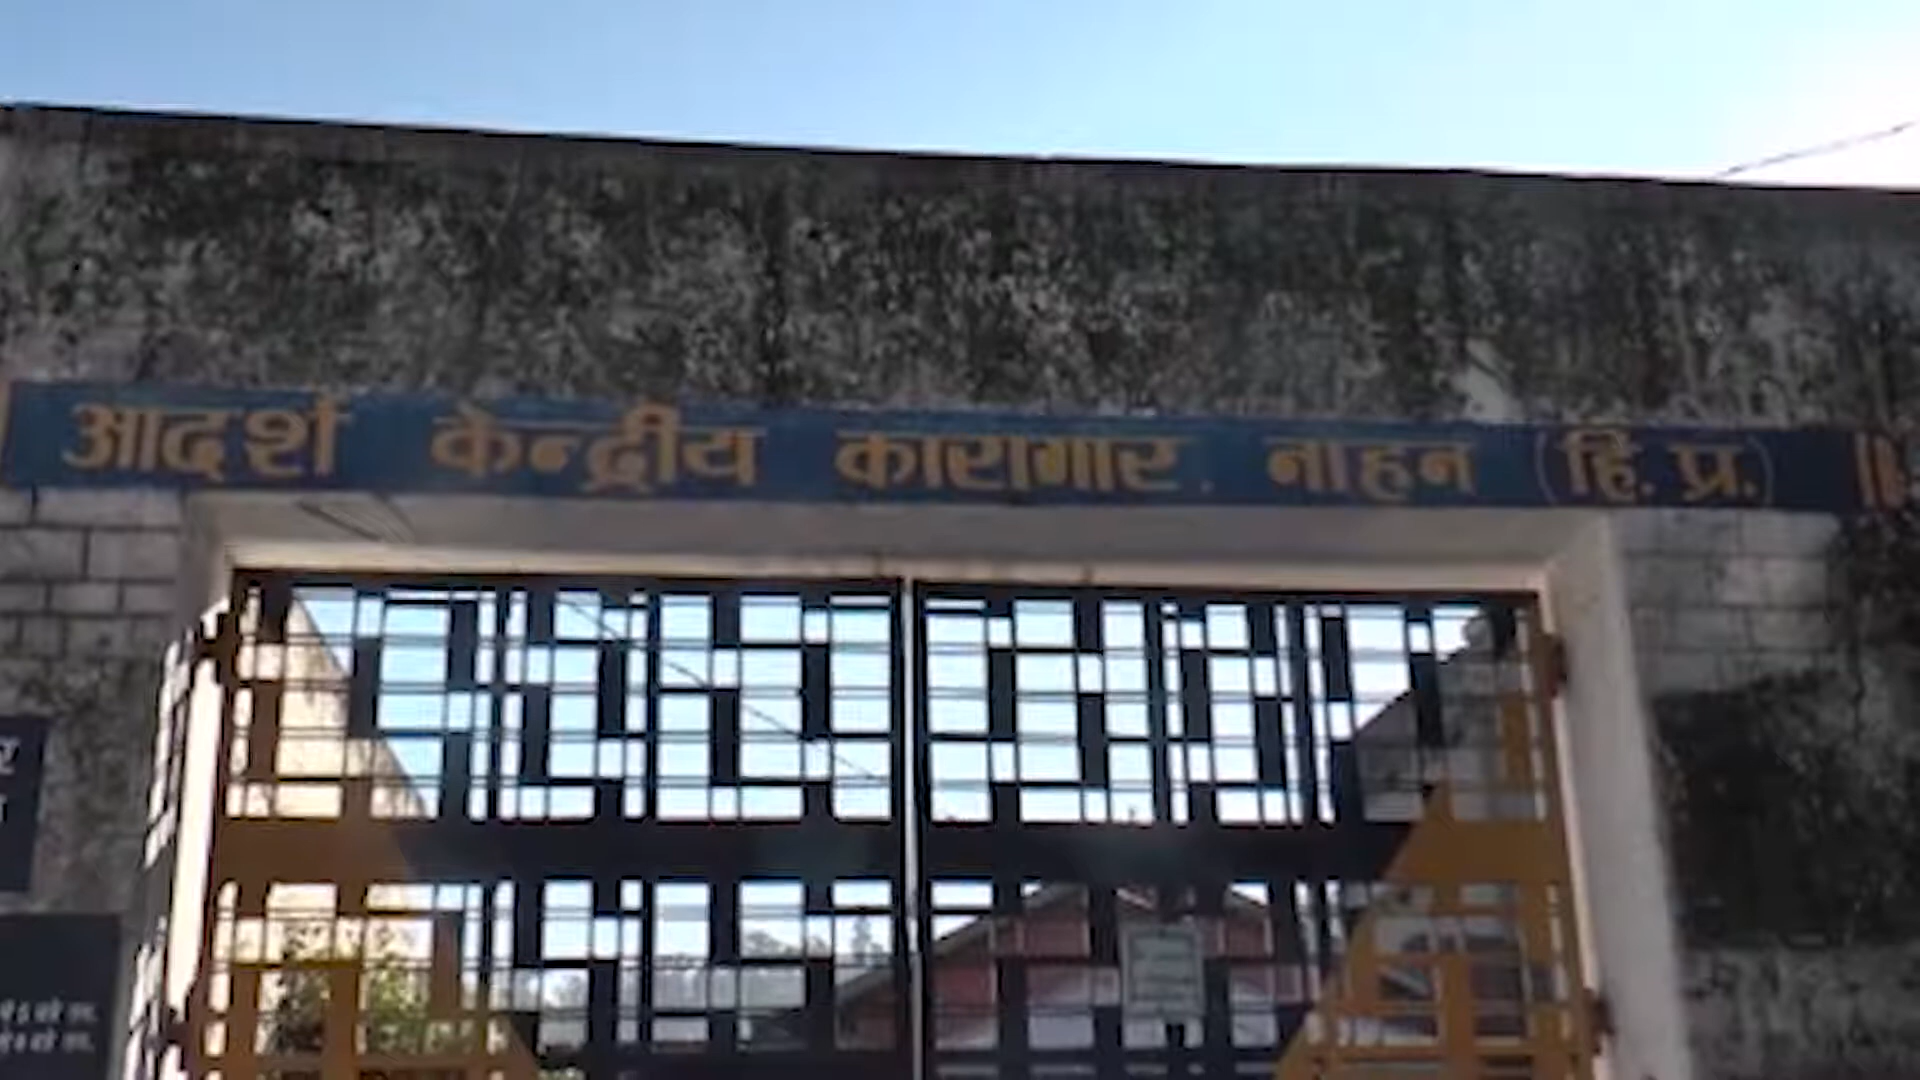 आदर्श केन्द्रीय कारागार, नाहन (हि. प्र.)